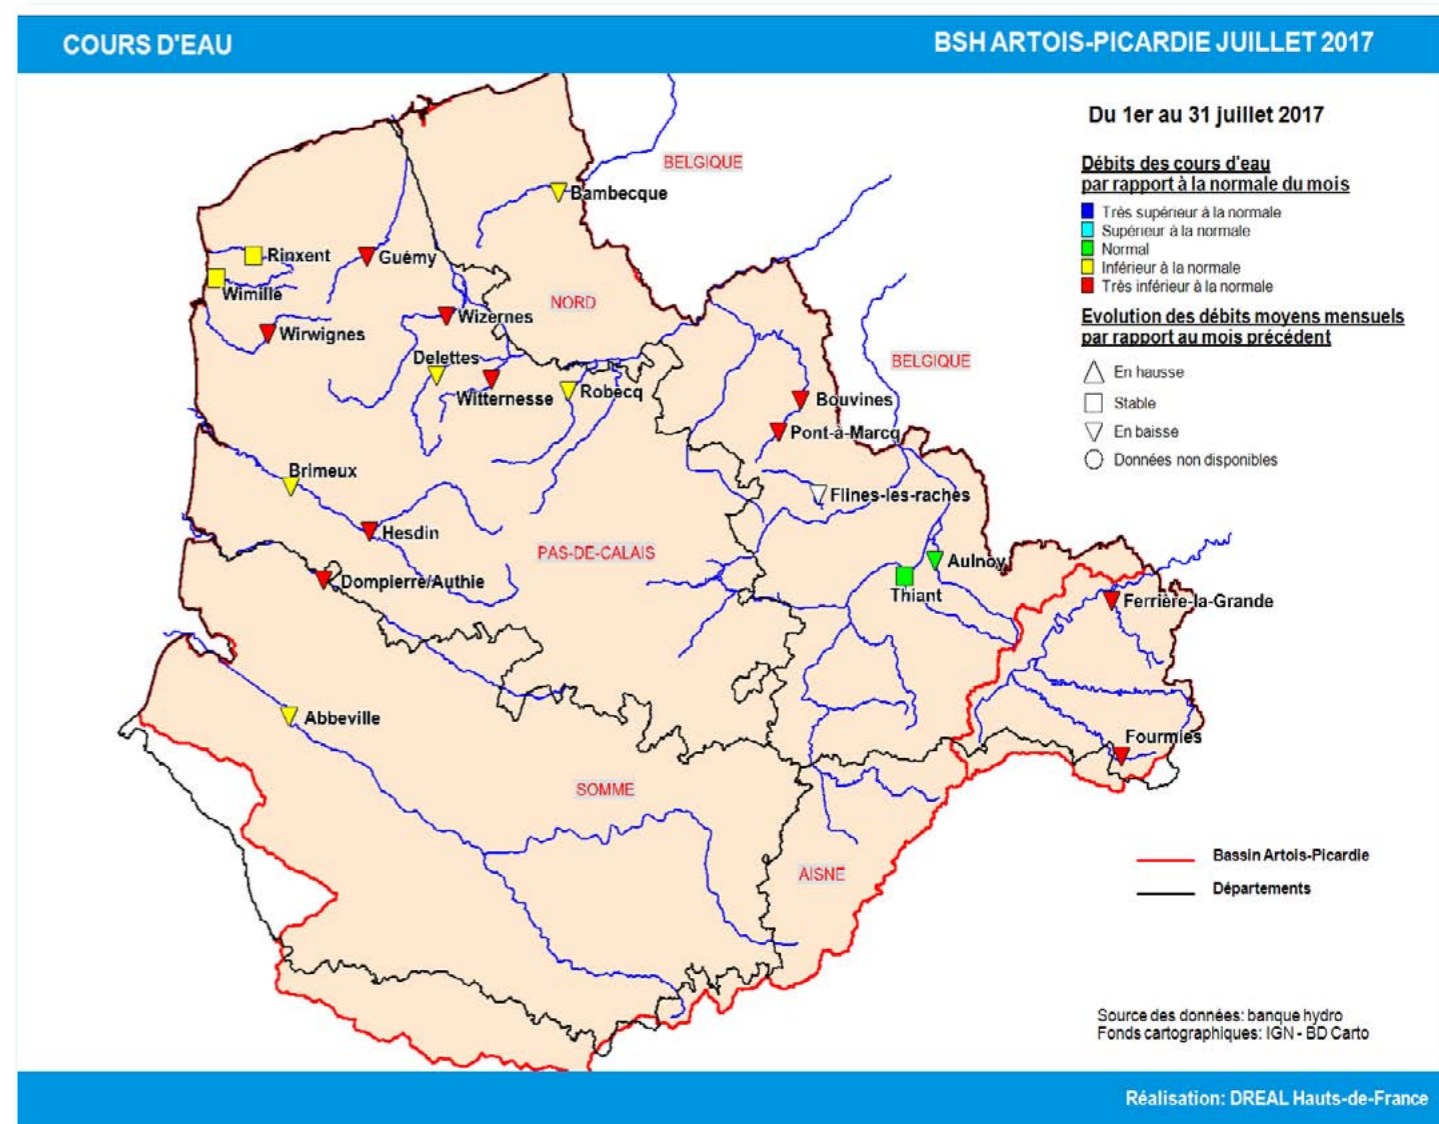 COURS D'EAU
BSH ARTOIS-PICARDIE JUILLET 2017
Du 1er au 31 juillet 2017
Débits des cours d'eau
par rapport à la normale du mois
Très supérieur à la normale
Supérieur à la normale
Normal
Inférieur à la normale
Très inférieur à la normale
Evolution des débits moyens mensuels
par rapport au mois précédent
En hausse
Stable
En baisse
Données non disponibles
BELGIQUE
Bambecque
Rinxent
Guémy
Wimille
NORD
Wizernes
Wirwignes
Delettes
BELGIQUE
Witternesse
Robecq
Bouvines
Pont-à-Marcq
Brimeux
Flines-les-raches
Hesdin
PAS-DE-CALAIS
Aulnoy
Dompierre/Authie
Thiant
Ferrière-la-Grande
Abbeville
Fourmies
SOMME
AISNE
Bassin Artois-Picardie
Départements
Source des données: banque hydro
Fonds cartographiques: IGN - BD Carto
Réalisation: DREAL Hauts-de-France